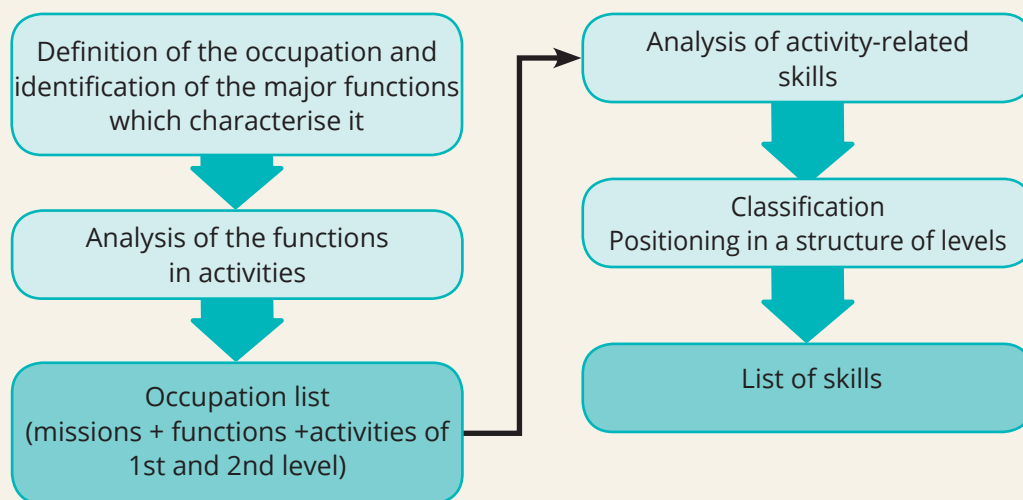 Definition of the occupation and
identification of the major functions
which characterise it
Analysis of the functions
in activities
Occupation list
(missions + functions +activities of
1st and 2nd level)
Analysis of activity-related
skills
Classification
Positioning in a structure of levels
List of skills